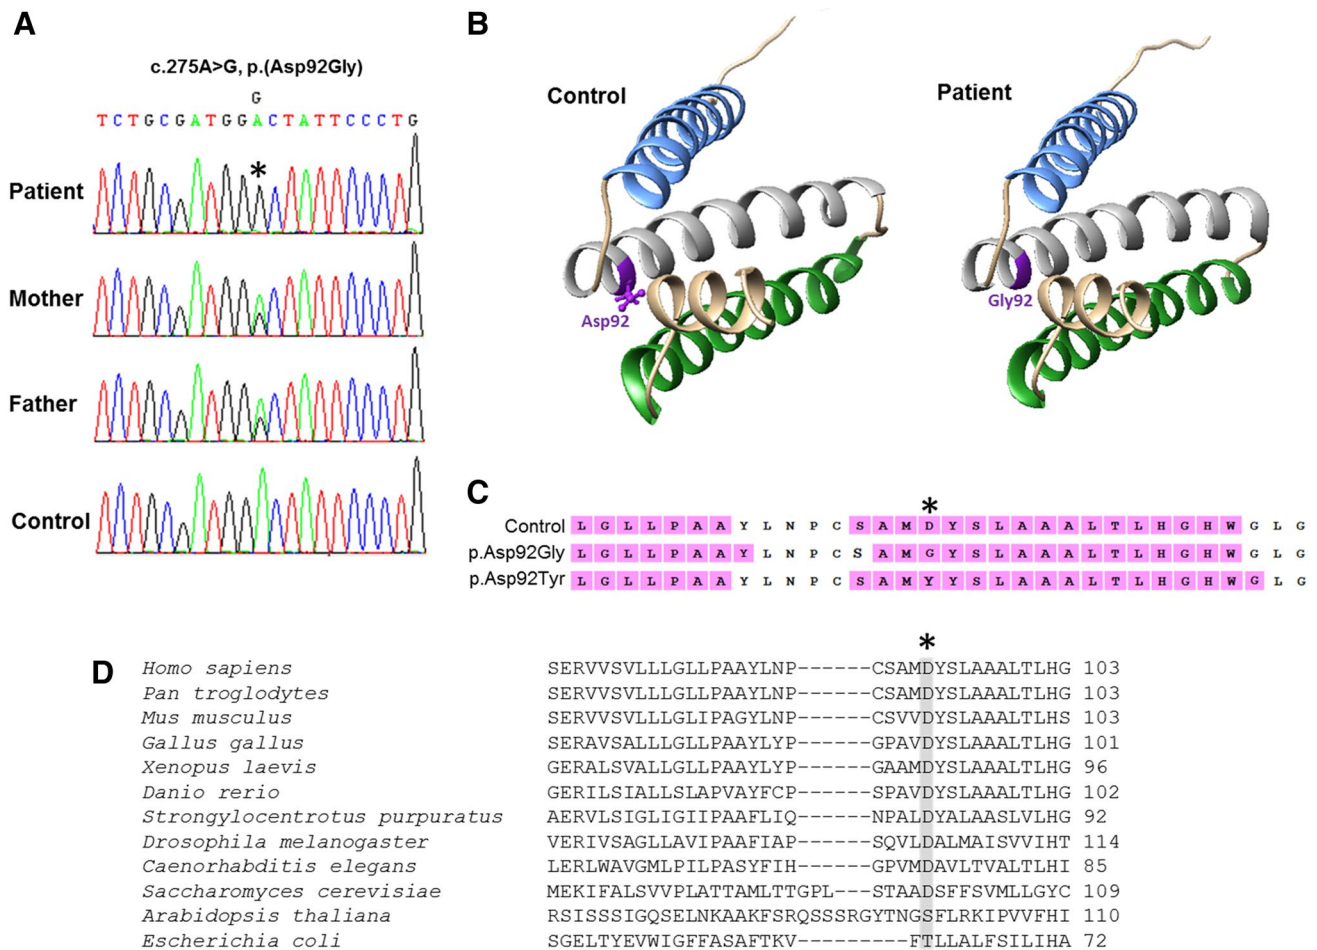 A
c.275A>G, p.(Asp92Gly)
G
TCTGCGATGGACTATTCCCTG
*
Patient
Mother
Father
Control
B
Control
Patient
Asp92
Gly92
C
*
Control L G L L P A A Y L N P C S A M D Y S L A A A L T L H G H W G L G
p.Asp92Gly L G L L P A A Y L N P C S A M G Y S L A A A L T L H G H W G L G
p.Asp92Tyr L G L L P A A Y L N P C S A M Y Y S L A A A L T L H G H W G L G
D
*
Homo sapiens SERVVSVLLLGLLPAAYLNP------CSAMDYSLAAALTLHG 103
Pan troglodytes SERVVSVLLLGLLPAAYLNP------CSAMDYSLAAALTLHG 103
Mus musculus SERVVSVLLLGLIPAGYLNP------CSVVDYSLAAALTLHS 103
Gallus gallus SERAVSALLLGLLPAAYLYP------GPAVDYSLAAALTLHG 101
Xenopus laevis GERALSVALLGLLPAAYLYP------GAAMDYSLAAALTLHG 96
Danio rerio GERILSIALLSLAPVAYFCP------SPAVDYSLAAALTLHG 102
Strongylocentrotus purpuratus AERVLSIGLIGIIPAAFLIQ------NPALDYALAASLVLHG 92
Drosophila melanogaster VERIVSAGLLAVIPAAFIAP------SQVLDALMAISVVIHT 114
Caenorhabditis elegans LERLWAVGMLPILPASYFIH------GPVMDAVLTVALTLHI 85
Saccharomyces cerevisiae MEKIFALSVVPLATTAMLTTGPL---STAADSFFSVMLLGYC 109
Arabidopsis thaliana RSISSSIGQSELNKAAKFSRQSSSRGYTNGSFLRKIPVVFHI 110
Escherichia coli SGELTYEVWIGFFASAFTKV---------FTLLALFSILIHA 72